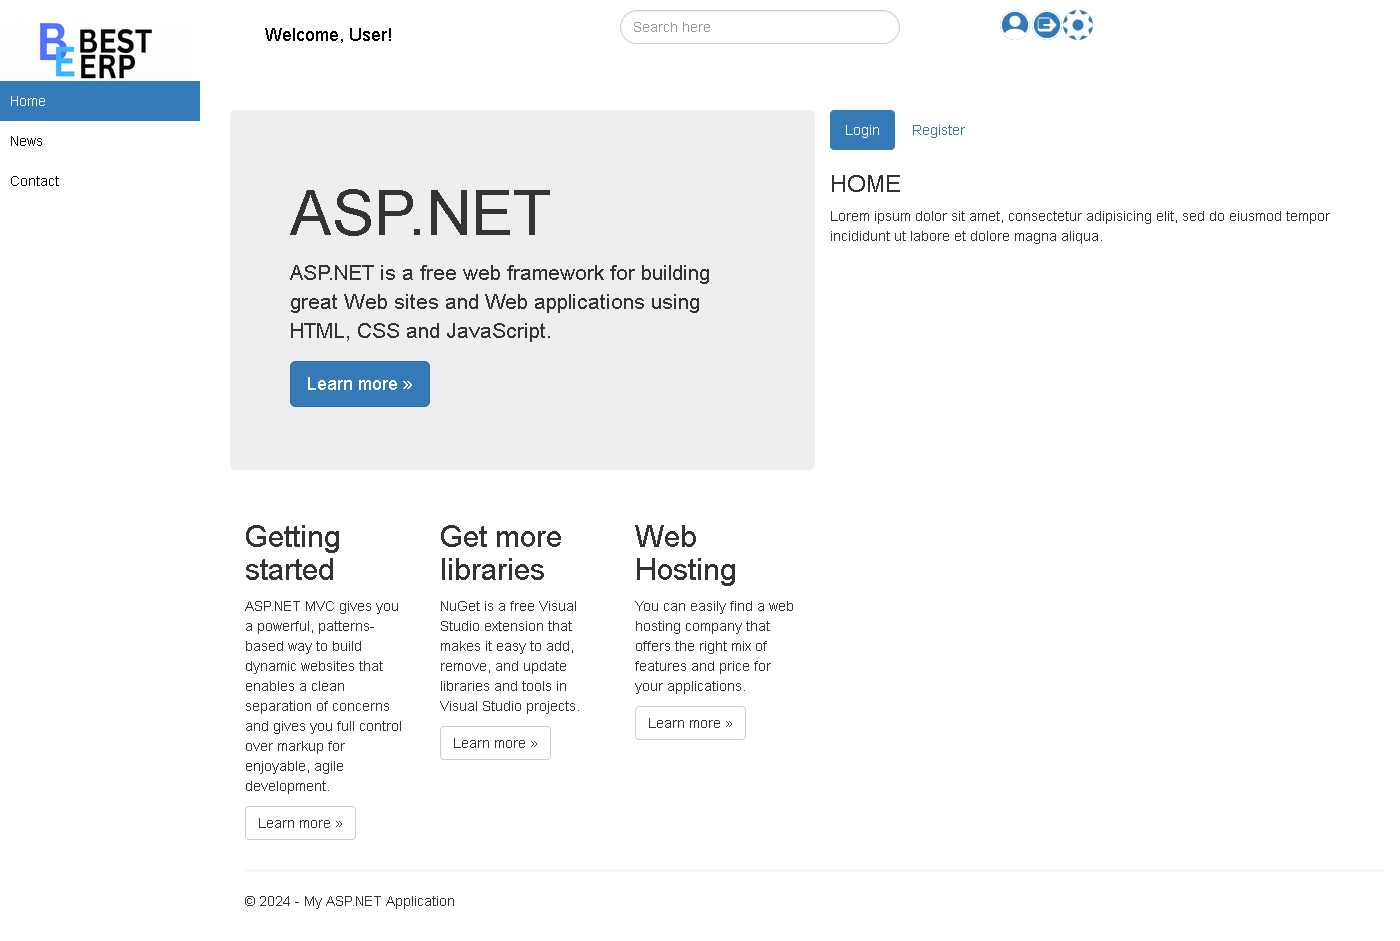 BE BEST
ERP
Welcome, User!
Search here
Home
News
Contact
ASP.NET
ASP.NET is a free web framework for building
great Web sites and Web applications using
HTML, CSS and JavaScript.
Learn more »
Login
Register
HOME
Lorem ipsum dolor sit amet, consectetur adipisicing elit, sed do eiusmod tempor
incididunt ut labore et dolore magna aliqua.
Getting
started
ASP.NET MVC gives you
a powerful, patterns-
based way to build
dynamic websites that
enables a clean
separation of concerns
and gives you full control
over markup for
enjoyable, agile
development.
Learn more »
Get more
libraries
NuGet is a free Visual
Studio extension that
makes it easy to add,
remove, and update
libraries and tools in
Visual Studio projects.
Learn more »
Web
Hosting
You can easily find a web
hosting company that
offers the right mix of
features and price for
your applications.
Learn more »
© 2024 - My ASP.NET Application